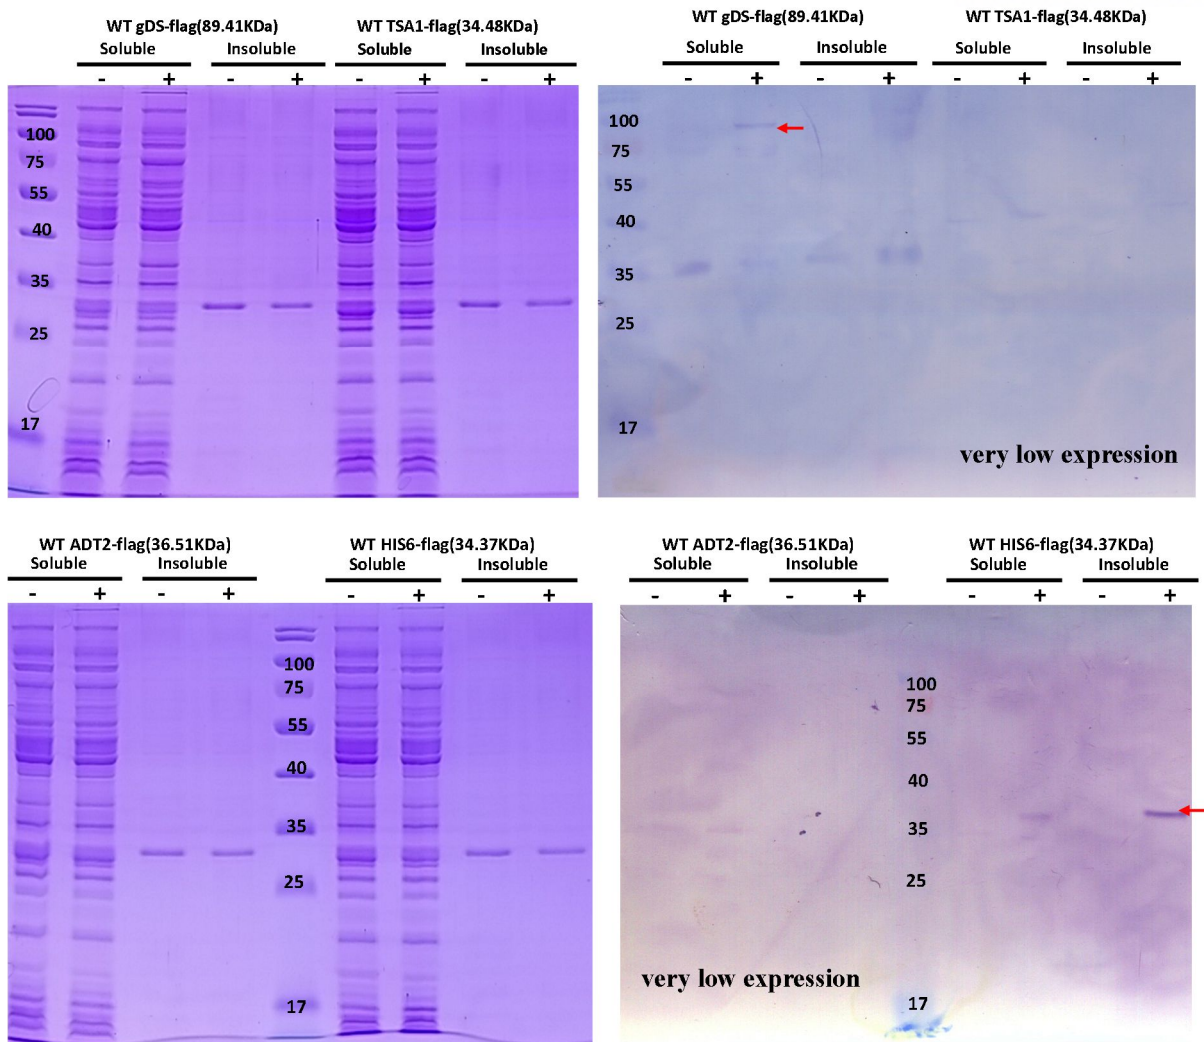 WT gDS-flag(89.41KDa) WT TSA1-flag(34.48KDa)
Soluble Insoluble Soluble Insoluble
- + - + - + - +
100
75
55
40
35
25
17
WT gDS-flag(89.41KDa) WT TSA1-flag(34.48KDa)
Soluble Insoluble Soluble Insoluble
- + - + - + - +
100
75
55
40
35
25
17
very low expression
WT ADT2-flag(36.51KDa) WT HIS6-flag(34.37KDa)
Soluble Insoluble Soluble Insoluble
- + - + - + - +
100
75
55
40
35
25
17
WT ADT2-flag(36.51KDa) WT HIS6-flag(34.37KDa)
Soluble Insoluble Soluble Insoluble
- + - + - + - +
100
75
55
40
35
25
very low expression
17